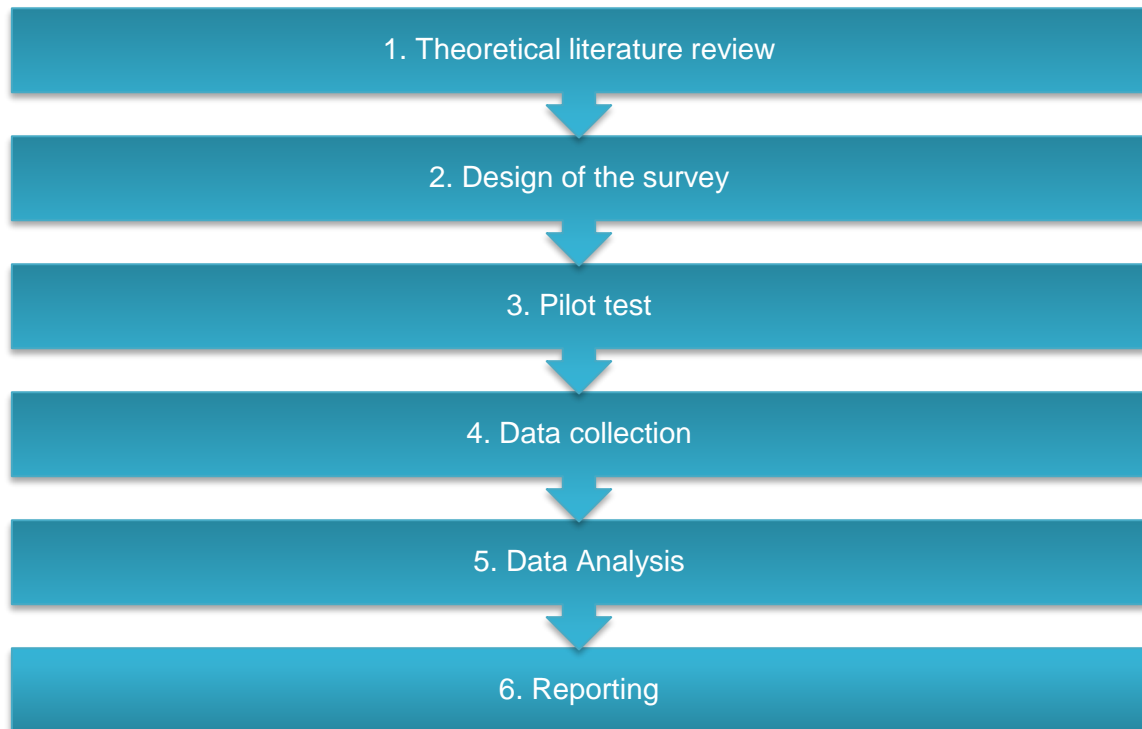 1. Theoretical literature review
2. Design of the survey
3. Pilot test
4. Data collection
5. Data Analysis
6. Reporting